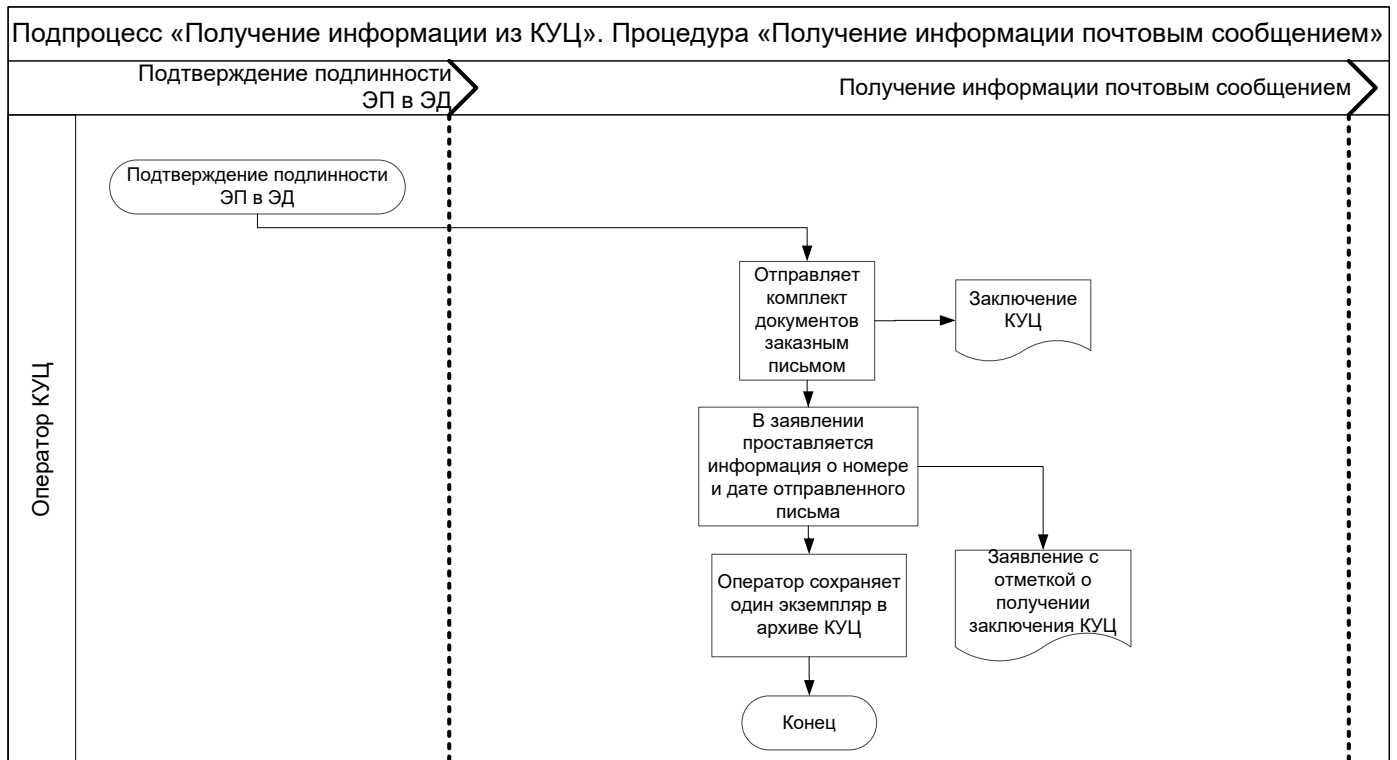 Подпроцесс «Получение информации из КУЦ». Процедура «Получение информации почтовым сообщением»
Подтверждение подлинности
ЭП в ЭД
Получение информации почтовым сообщением
Оператор КУЦ
Подтверждение подлинности
ЭП в ЭД
Отправляет
комплект
документов
заказным
письмом
Заключение
КУЦ
В заявлении
проставляется
информация о номере
и дате отправленного
письма
Оператор сохраняет
один экземпляр в
архиве КУЦ
Заявление с
отметкой о
получении
заключения КУЦ
Конец